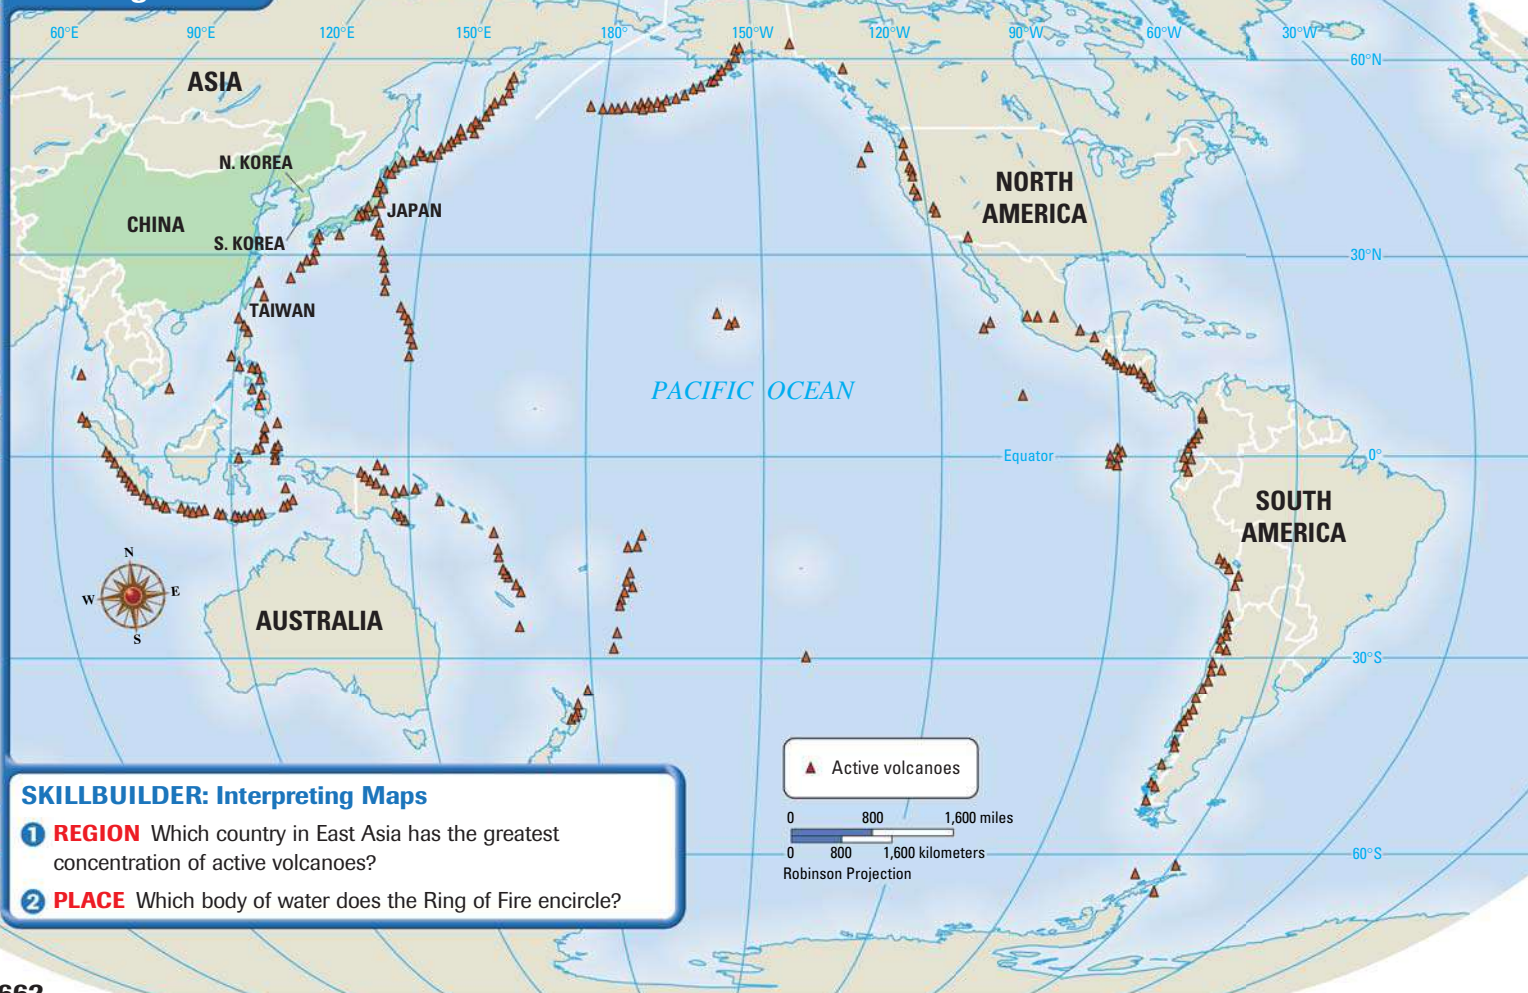 60°E 90°E 120°E 150°E 180° 150°W 120°W 90°W 60°W 30°W
60°N
ASIA
N. KOREA
NORTH
AMERICA
JAPAN
CHINA
S. KOREA
30°N
TAIWAN
PACIFIC OCEAN
Equator
0°
SOUTH
AMERICA
N
W
E
S
AUSTRALIA
30°S
Active volcanoes
0 800 1,600 miles
0 800 1,600 kilometers
Robinson Projection
60°S
SKILLBUILDER: Interpreting Maps
1 REGION Which country in East Asia has the greatest
concentration of active volcanoes?
2 PLACE Which body of water does the Ring of Fire encircle?
662